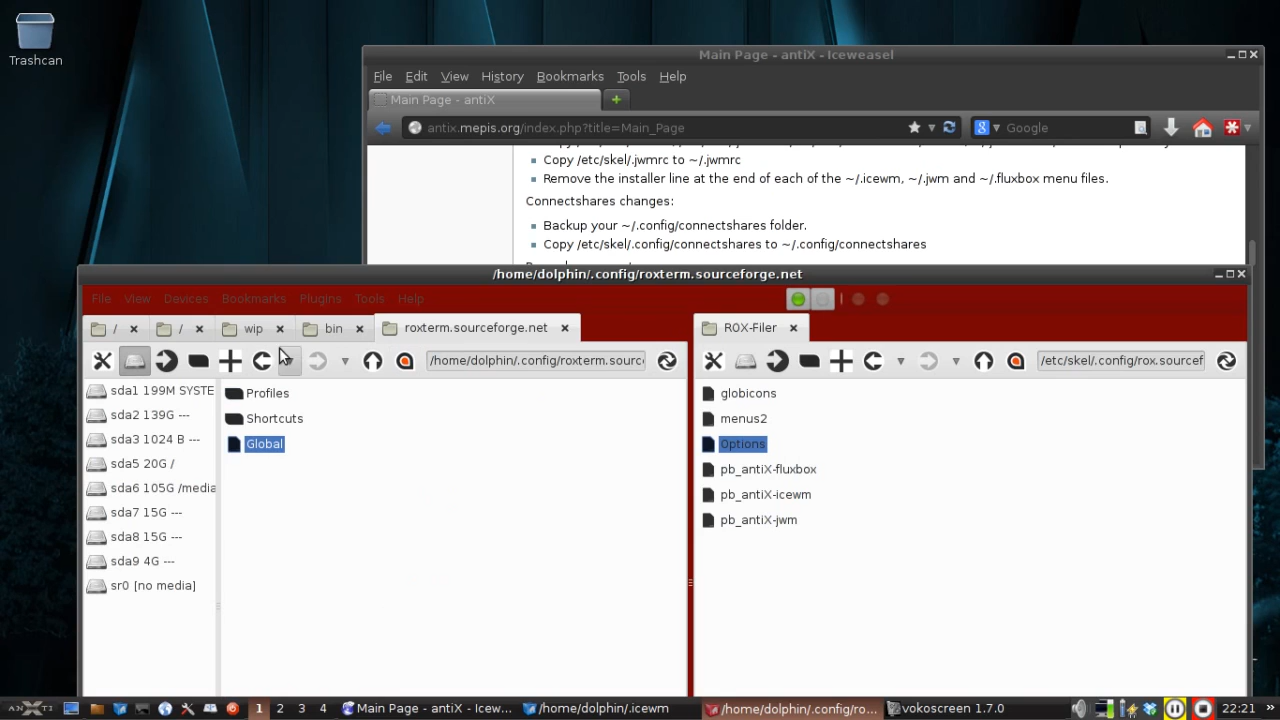 Trashcan
Main Page - antiX - Iceweasel
File Edit View History Bookmarks Tools Help
Main Page - antiX
antix.mepis.org/index.php?title=Main_Page
Google
Copy /etc/skel/.jwmrc to ~/.jwmrc
Remove the installer line at the end of each of the ~/.icewm, ~/.jwm and ~/.fluxbox menu files.
Connectshares changes:
Backup your ~/.config/connectshares folder.
Copy /etc/skel/.config/connectshares to ~/.config/connectshares
/home/dolphin/.config/roxterm.sourceforge.net
File View Devices Bookmarks Plugins Tools Help
/ / wip bin roxterm.sourceforge.net
ROX-Filer
/home/dolphin/.config/roxterm.sourc
/etc/skel/.config/rox.sourcef
sda1 199M SYSTE
sda2 139G ---
sda3 1024 B ---
sda5 20G /
sda6 105G /media
sda7 15G ---
sda8 15G ---
sda9 4G ---
sr0 [no media]
Profiles
Shortcuts
Global
globicons
menus2
Options
pb_antiX-fluxbox
pb_antiX-icewm
pb_antiX-jwm
1 2 3 4 Main Page - antiX - Icew... /home/dolphin/.icewm /home/dolphin/.config/ro... vokoscreen 1.7.0 22:21